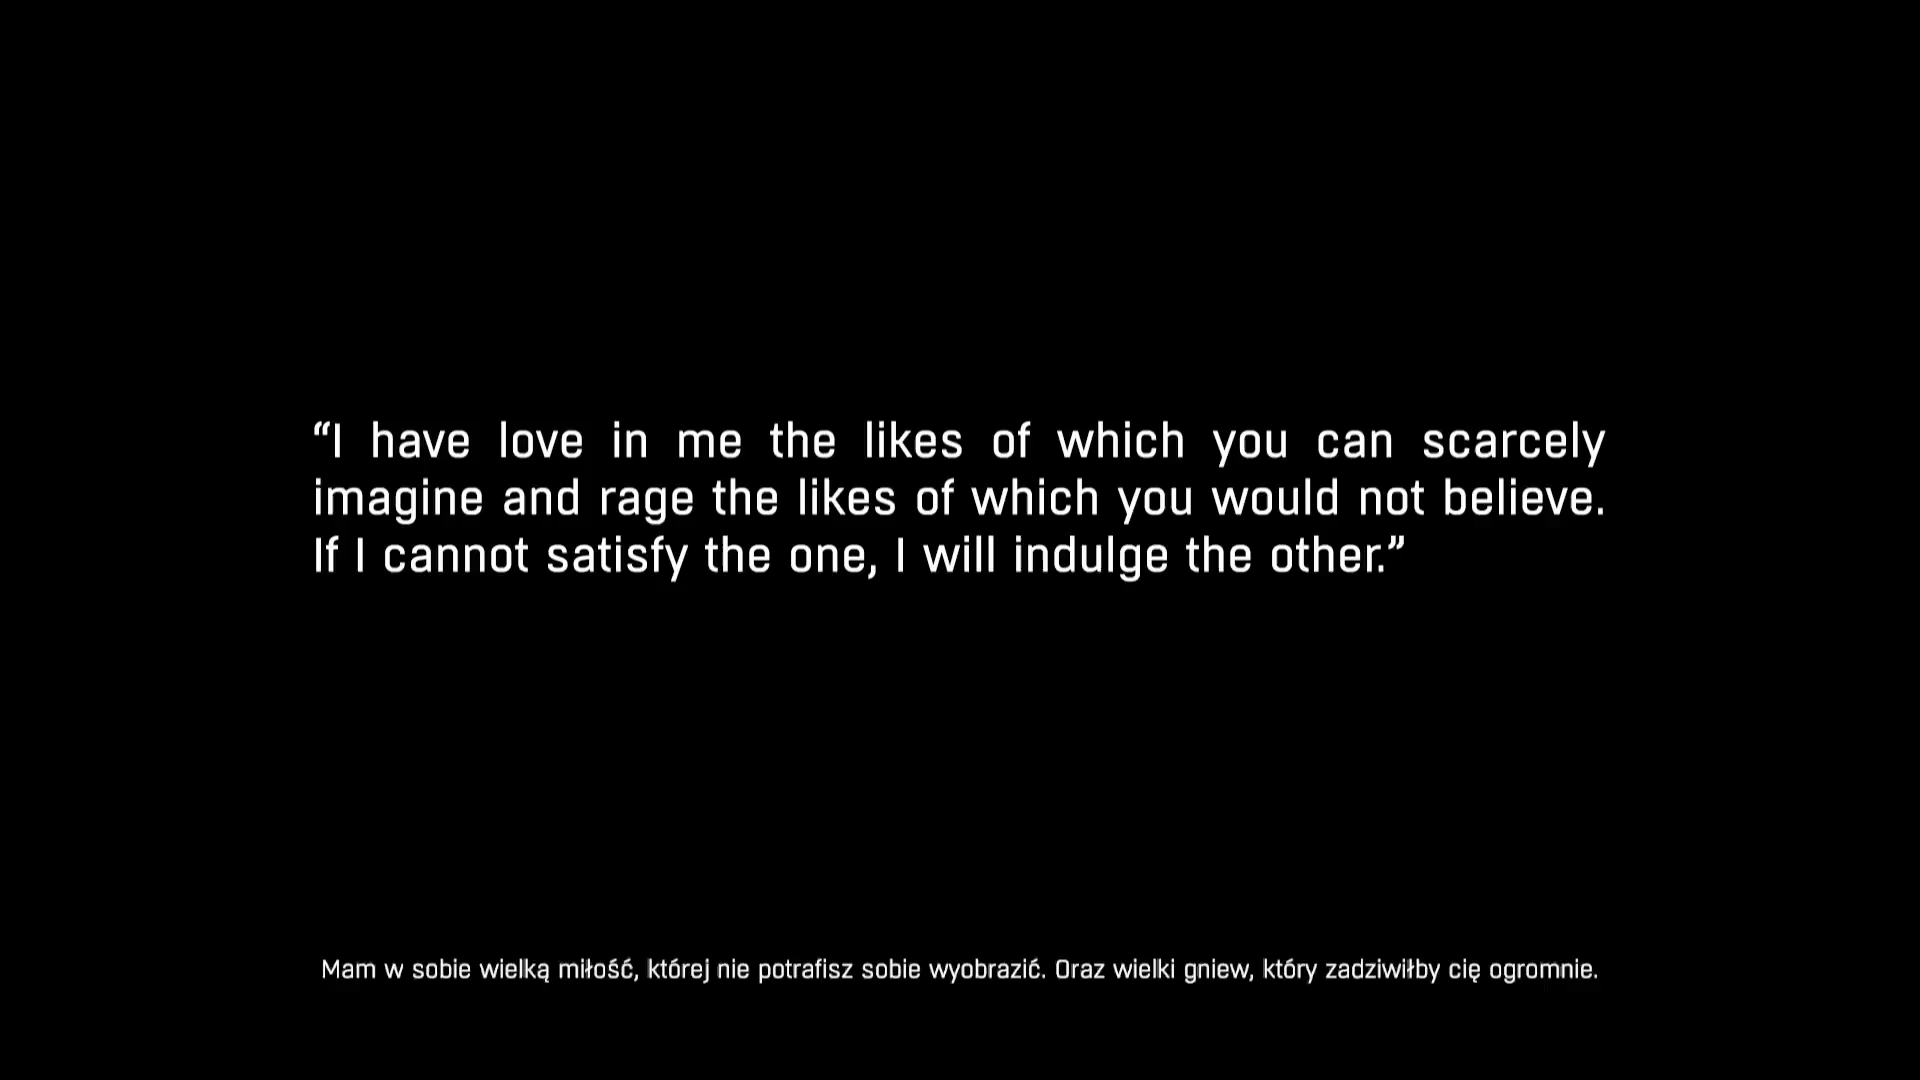 “I have love in me the likes of which you can scarcely
imagine and rage the likes of which you would not believe.
If I cannot satisfy the one, I will indulge the other.”
Mam w sobie wielką miłość, której nie potrafisz sobie wyobrazić. Oraz wielki gniew, który zadziwiłby cię ogromnie.